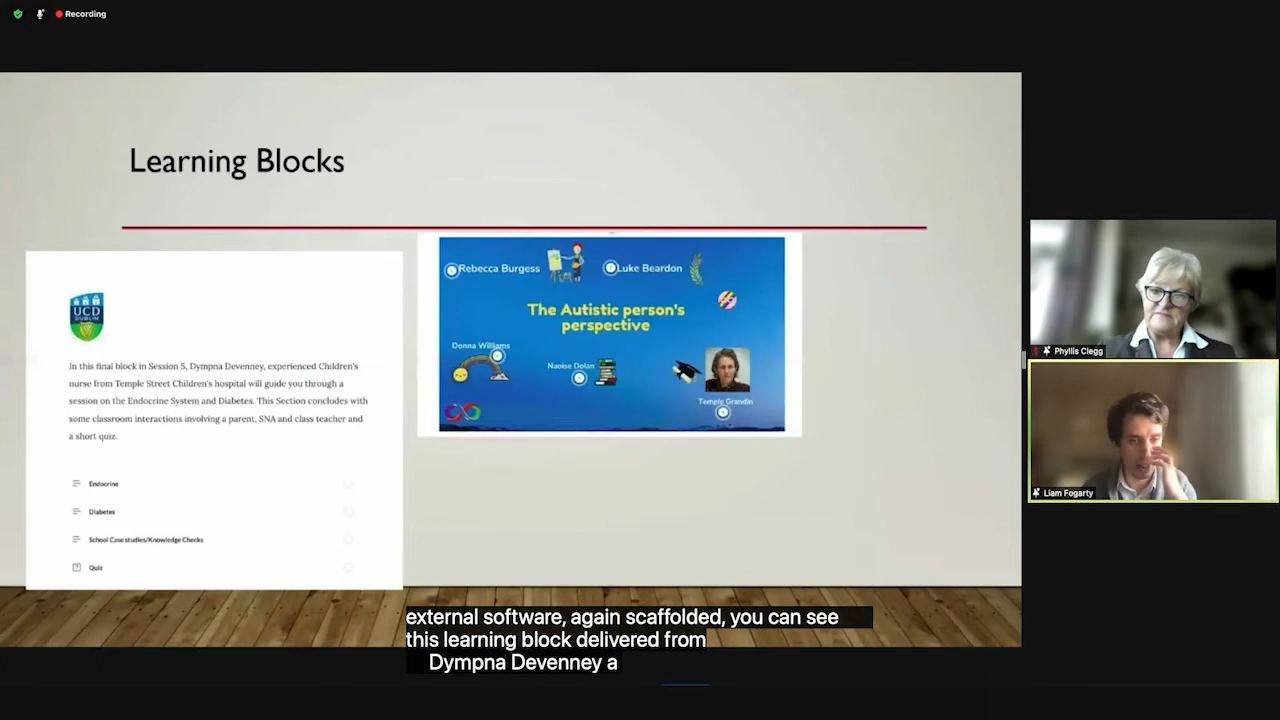 Recording
Learning Blocks
UCD
DUBLIN
In this final block in Session 5, Dympna Devenney, experienced Children's
nurse from Temple Street Children's hospital will guide you through a
session on the Endocrine System and Diabetes. This Section concludes with
some classroom interactions involving a parent, SNA and class teacher and
a short quiz.
Endocrine
Diabetes
School Case studies/Knowledge Checks
Quiz
Rebecca Burgess
Luke Beardon
The Autistic person's
perspective
Donna Williams
Naoise Dolan
Temple Grandin
Phyllis Clegg
Liam Fogarty
external software, again scaffolded, you can see
this learning block delivered from
Dympna Devenney a